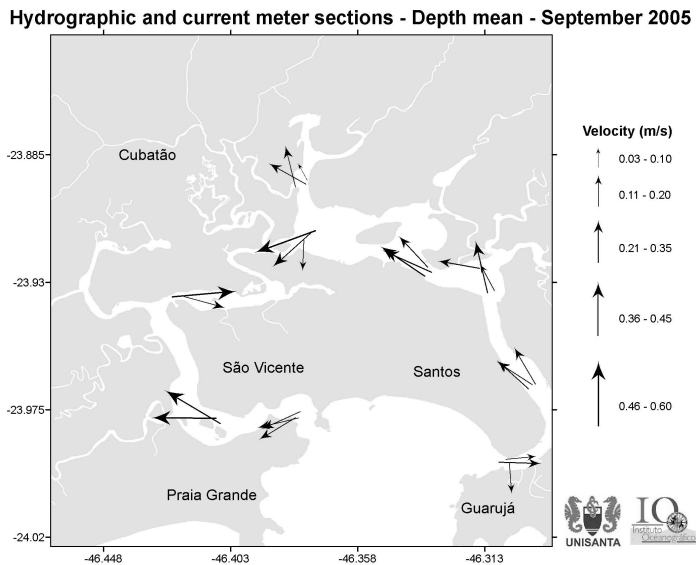 Hydrographic and current meter sections - Depth mean - September 2005
-23.885
-23.93
-23.975
-24.02
Cubatão
São Vicente
Santos
Praia Grande
Guarujá
-46.448
-46.403
-46.358
-46.313
Velocity (m/s)
0.03 - 0.10
0.11 - 0.20
0.21 - 0.35
0.36 - 0.45
0.46 - 0.60
UNISANTA
IO
Instituto
Oceanográfico